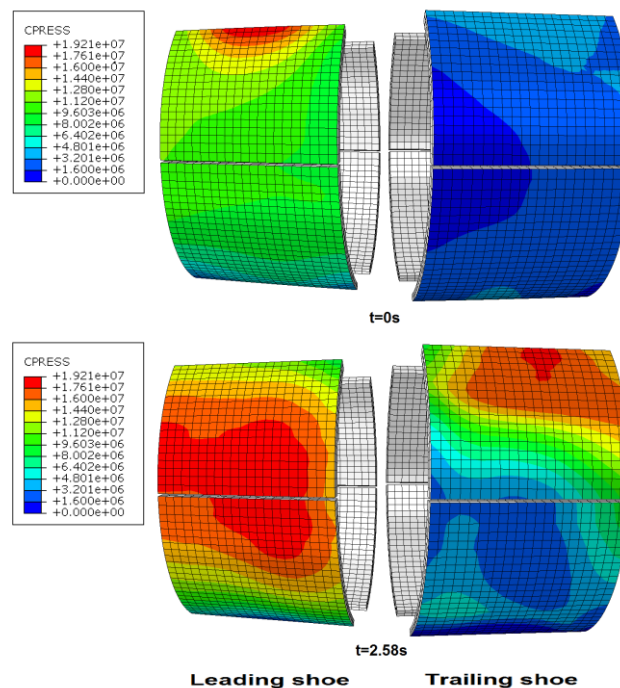 CPRESS
+1.921e+07
+1.761e+07
+1.600e+07
+1.440e+07
+1.280e+07
+1.120e+07
+9.603e+06
+8.002e+06
+6.402e+06
+4.801e+06
+3.201e+06
+1.600e+06
+0.000e+00
t=0s
CPRESS
+1.921e+07
+1.761e+07
+1.600e+07
+1.440e+07
+1.280e+07
+1.120e+07
+9.603e+06
+8.002e+06
+6.402e+06
+4.801e+06
+3.201e+06
+1.600e+06
+0.000e+00
t=2.58s
Leading shoe Trailing shoe